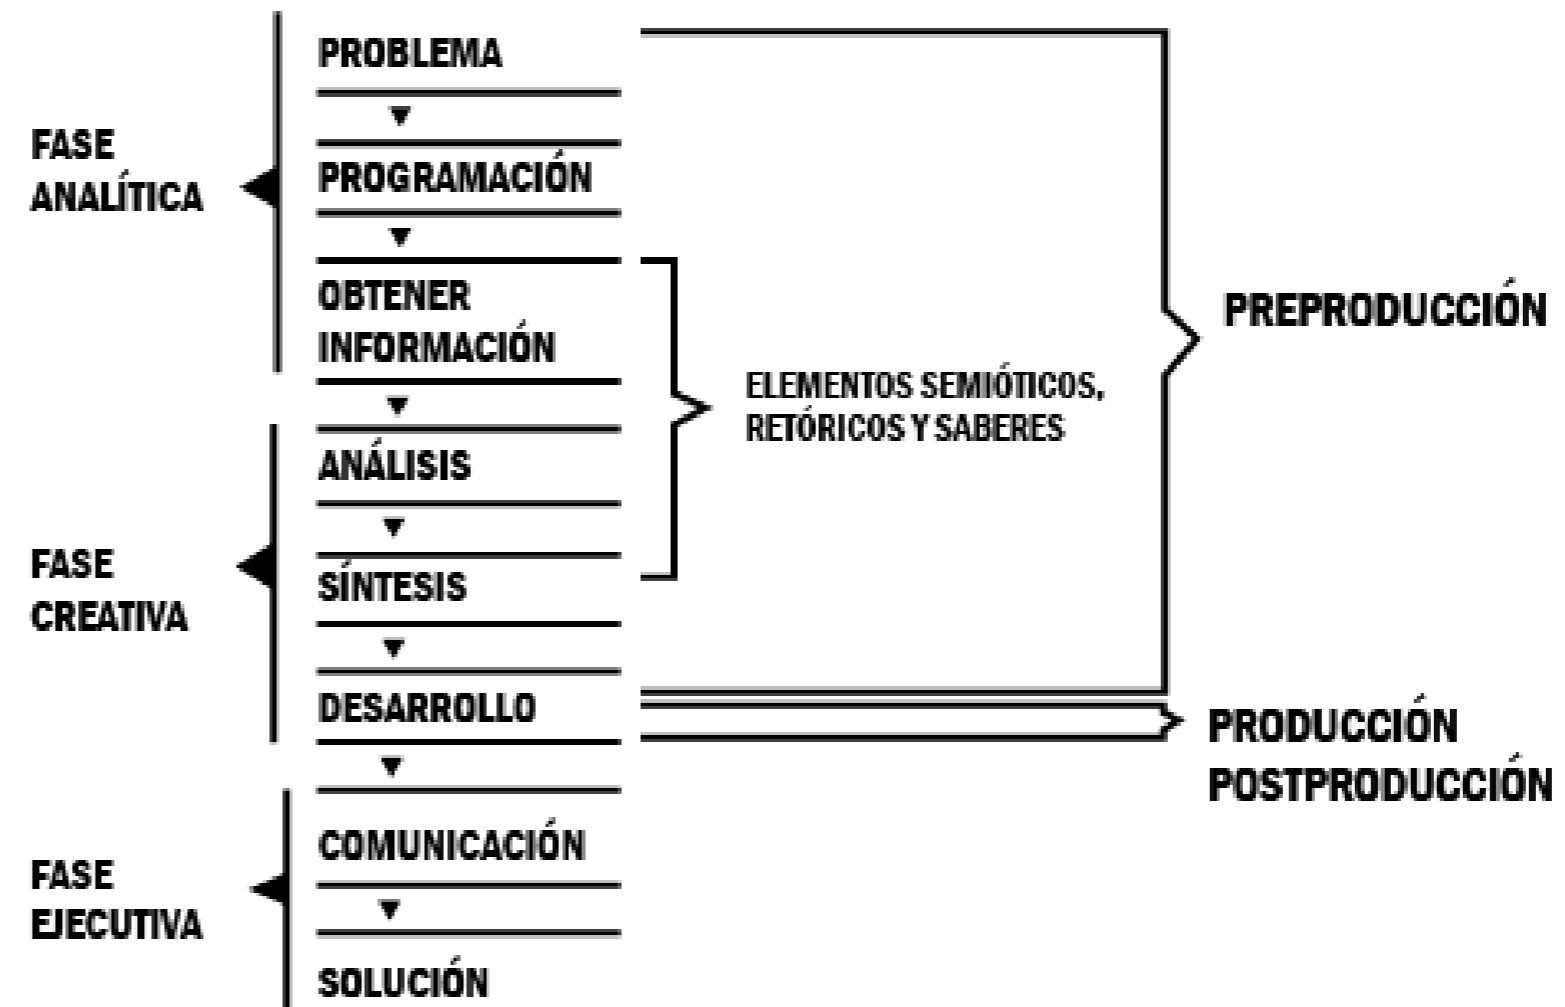 PROBLEMA
FASE
ANALÍTICA
PROGRAMACIÓN
OBTENER
INFORMACIÓN
PREPRODUCCIÓN
ELEMENTOS SEMIÓTICOS,
RETÓRICOS Y SABERES
ANÁLISIS
FASE
CREATIVA
SÍNTESIS
DESARROLLO
PRODUCCIÓN
POSTPRODUCCIÓN
COMUNICACIÓN
FASE
EJECUTIVA
SOLUCIÓN